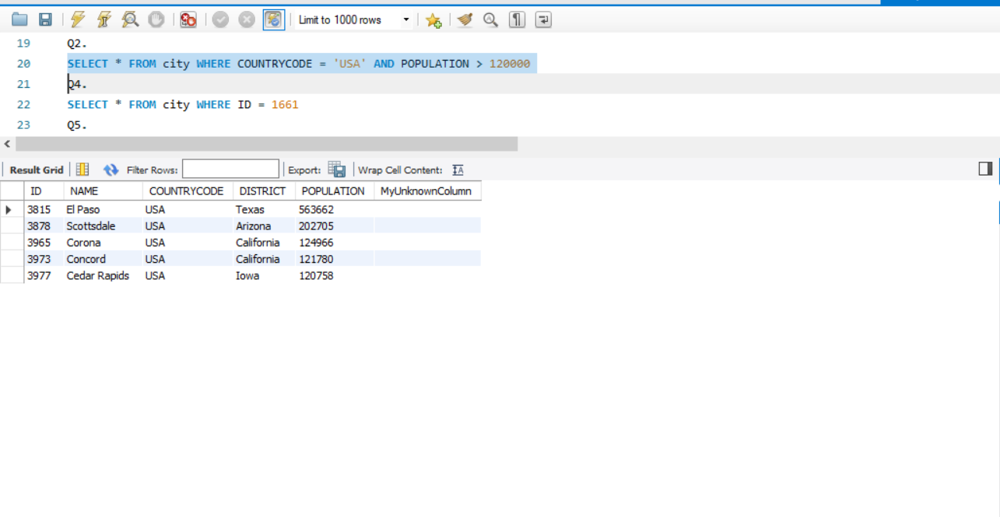 Limit to 1000 rows
19 Q2.
20 SELECT * FROM city WHERE COUNTRYCODE = 'USA' AND POPULATION > 120000
21 Q4.
22 SELECT * FROM city WHERE ID = 1661
23 Q5.
Result Grid Filter Rows: Export: Wrap Cell Content: IA
ID NAME COUNTRYCODE DISTRICT POPULATION MyUnknownColumn
3815 El Paso USA Texas 563662
3878 Scottsdale USA Arizona 202705
3965 Corona USA California 124966
3973 Concord USA California 121780
3977 Cedar Rapids USA Iowa 120758